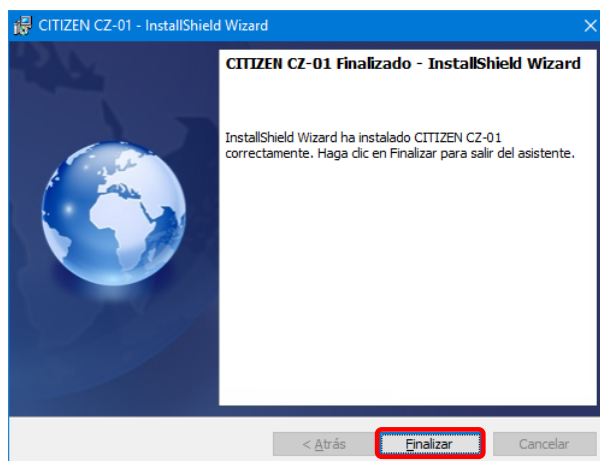 CITIZEN CZ-01 - InstallShield Wizard
CITIZEN CZ-01 Finalizado - InstallShield Wizard
InstallShield Wizard ha instalado CITIZEN CZ-01
correctamente. Haga clic en Finalizar para salir del asistente.
< Atrás Finalizar Cancelar